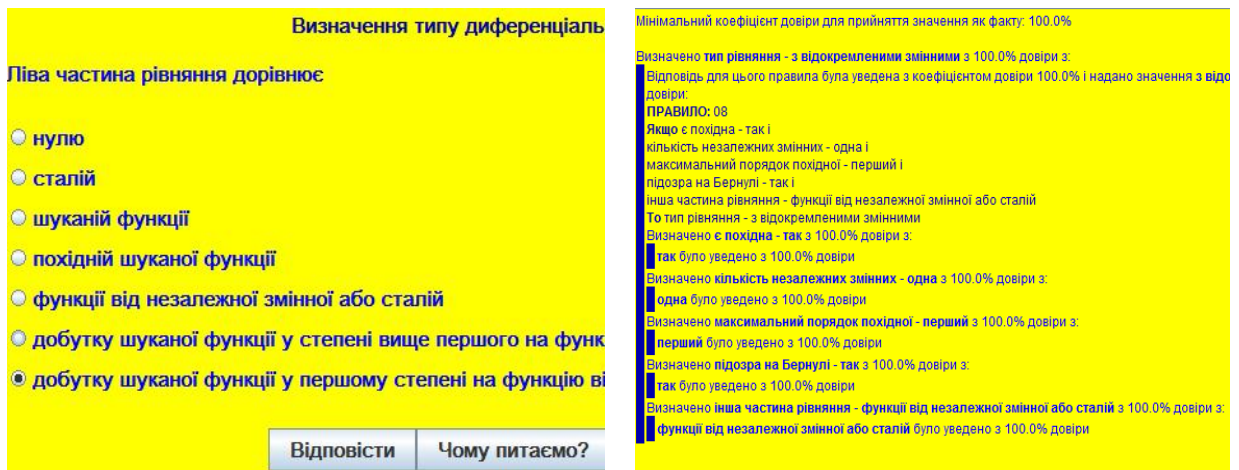 Визначення типу диференціаль
Ліва частина рівняння дорівнює
нулю
сталій
шуканій функції
похідній шуканої функції
функції від незалежної змінної або сталій
добутку шуканої функції у степені вище першого на функ
добутку шуканої функції у першому степені на функцію ві
Відповісти
Чому питаємо?
Мінімальний коефіцієнт довіри для прийняття значення як факту: 100.0%
Визначено тип рівняння - з відокремленими змінними з 100.0% довіри з:
Відповідь для цього правила була уведена з коефіцієнтом довіри 100.0% і надано значення з відо
довіри:
ПРАВИЛО: 08
Якщо є похідна - так і
кількість незалежних змінних - одна і
максимальний порядок похідної - перший і
підозра на Бернулі - так і
інша частина рівняння - функції від незалежної змінної або сталій
То тип рівняння - з відокремленими змінними
Визначено є похідна - так з 100.0% довіри з:
так було уведено з 100.0% довіри
Визначено кількість незалежних змінних - одна з 100.0% довіри з:
одна було уведено з 100.0% довіри
Визначено максимальний порядок похідної - перший з 100.0% довіри з:
перший було уведено з 100.0% довіри
Визначено підозра на Бернулі - так з 100.0% довіри з:
так було уведено з 100.0% довіри
Визначено інша частина рівняння - функції від незалежної змінної або сталій з 100.0% довіри з:
функції від незалежної змінної або сталій було уведено з 100.0% довіри